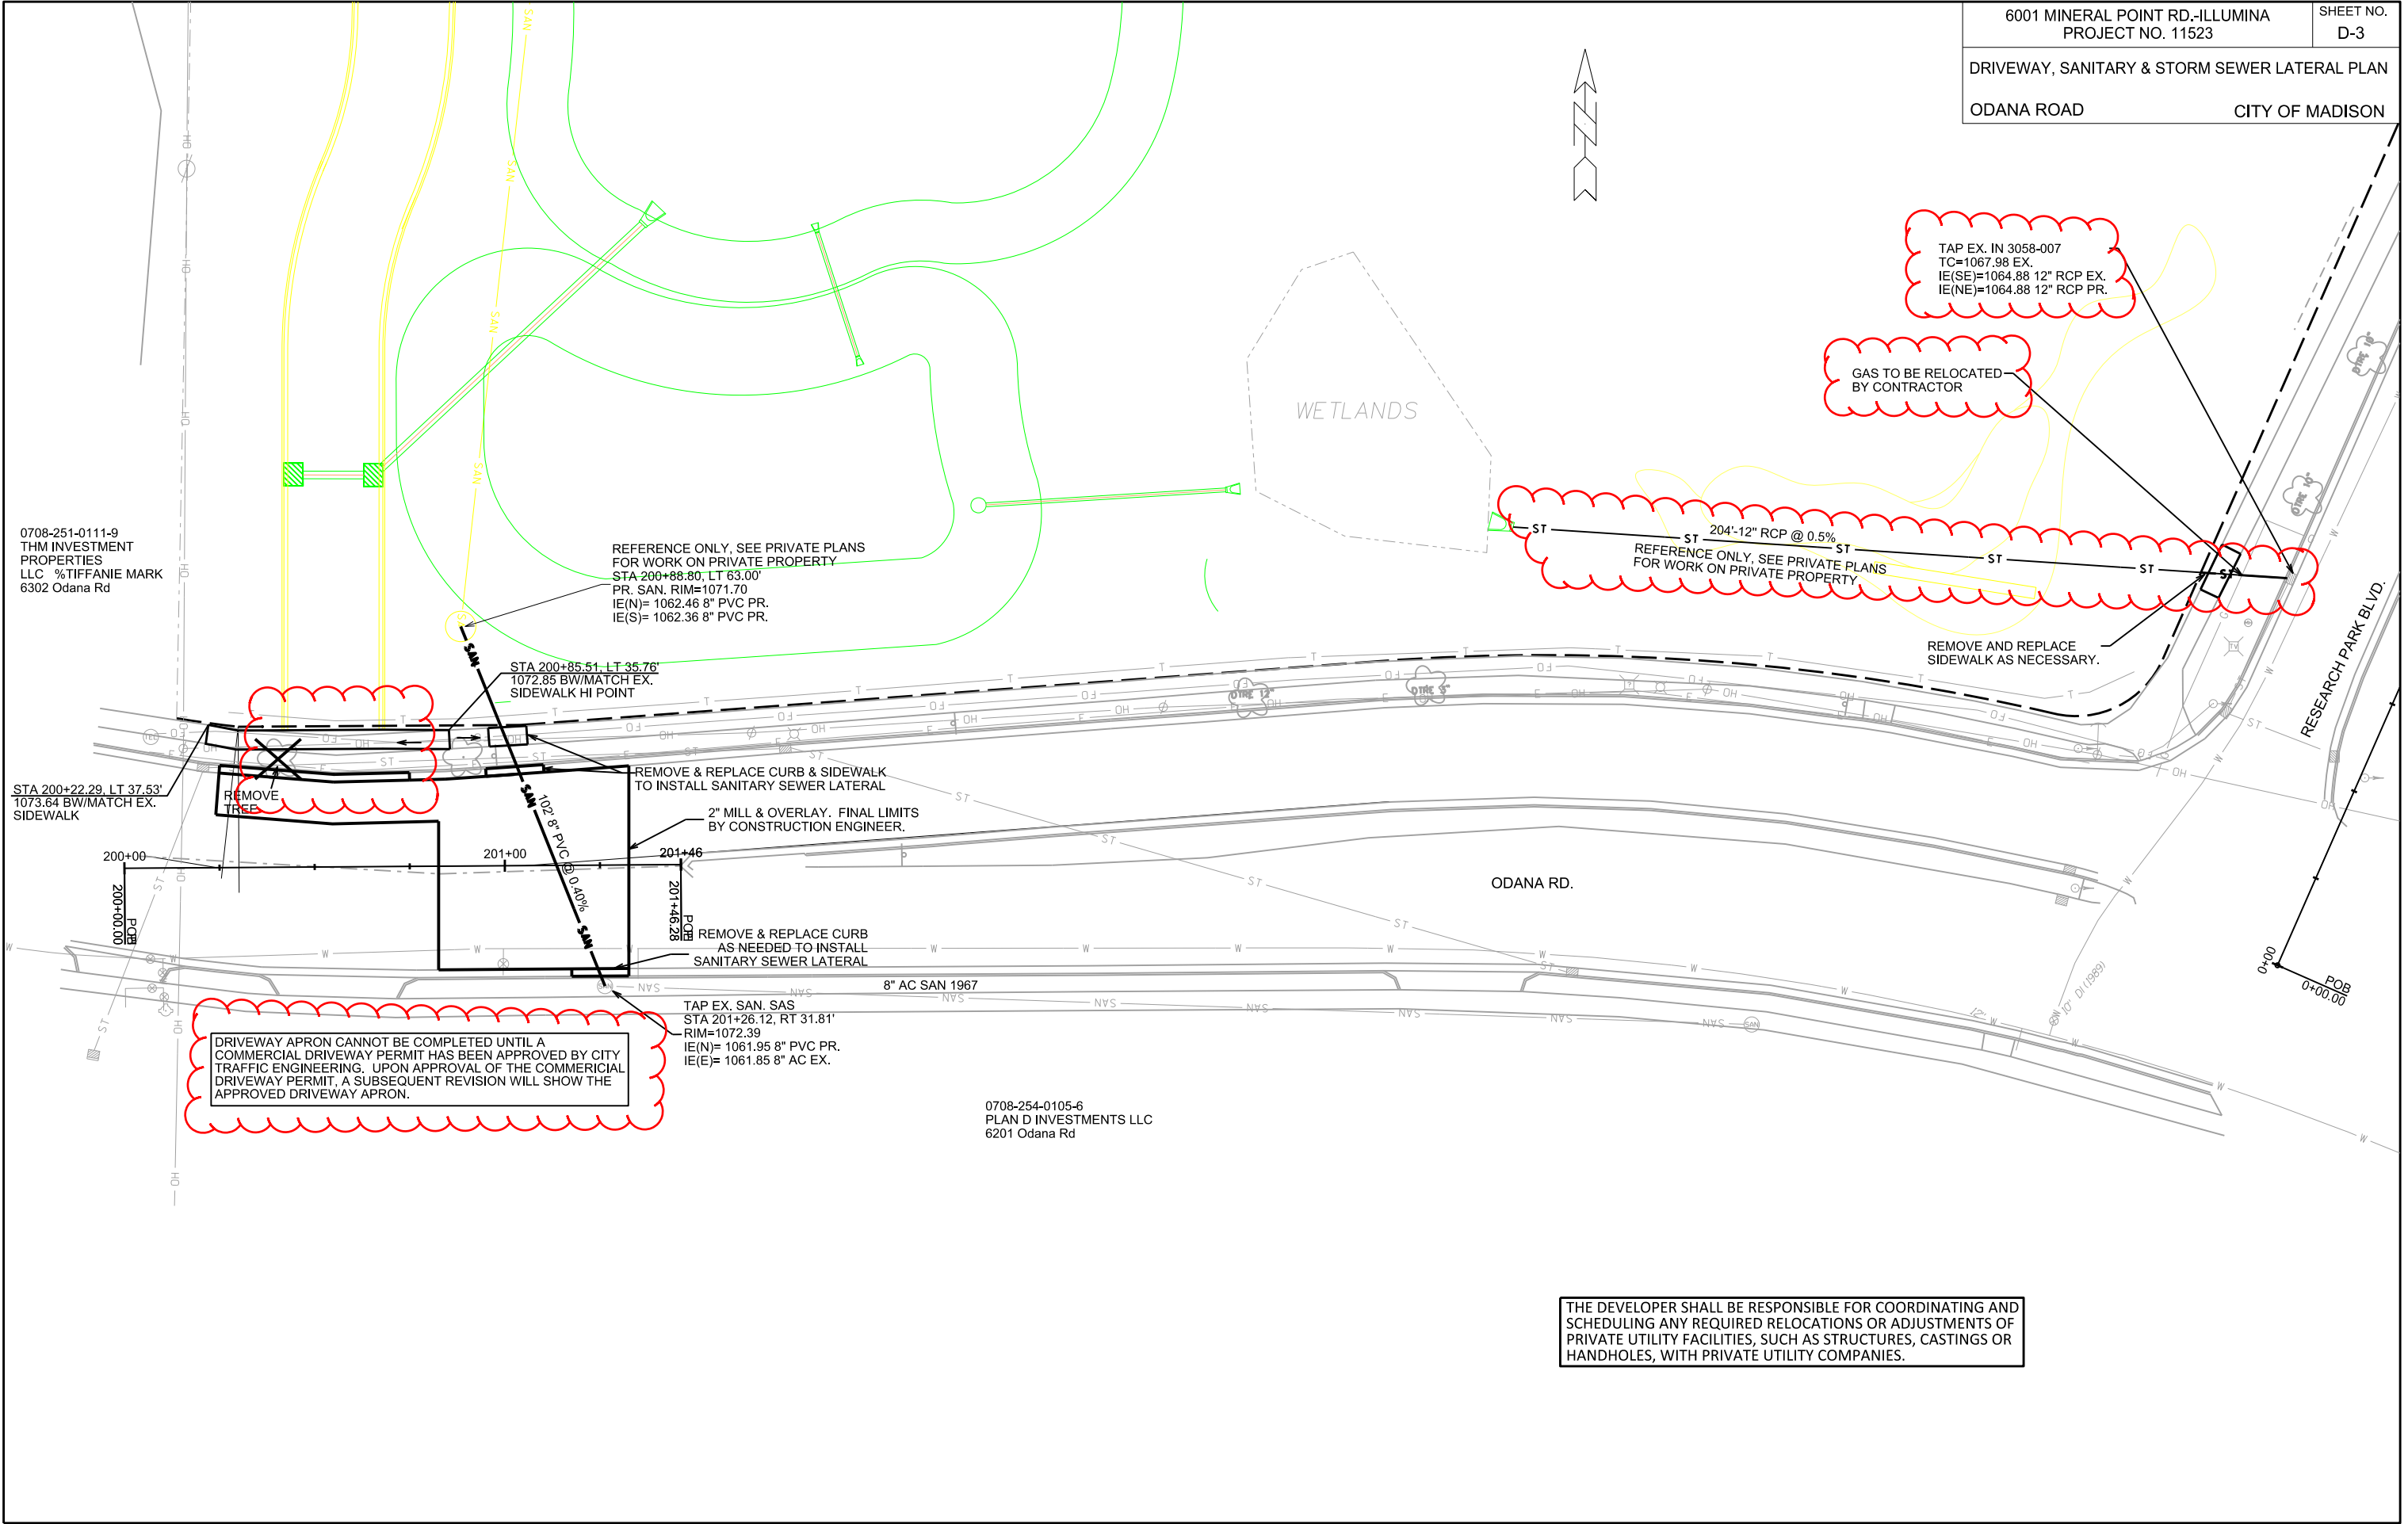 6001 MINERAL POINT RD.-ILLUMINA
PROJECT NO. 11523
SHEET NO.
D-3
DRIVEWAY, SANITARY & STORM SEWER LATERAL PLAN
ODANA ROAD
CITY OF MADISON
TAP EX. IN 3058-007
TC=1067.98 EX.
IE(SE)=1064.88 12" RCP EX.
IE(NE)=1064.88 12" RCP PR.
GAS TO BE RELOCATED
BY CONTRACTOR
WETLANDS
204'-12" RCP @ 0.5%
REFERENCE ONLY, SEE PRIVATE PLANS
FOR WORK ON PRIVATE PROPERTY
ST
ST
ST
ST
ST
ST
REMOVE AND REPLACE
SIDEWALK AS NECESSARY.
RESEARCH PARK BLVD.
0708-251-0111-9
THM INVESTMENT
PROPERTIES
LLC %TIFFANIE MARK
6302 Odana Rd
REFERENCE ONLY, SEE PRIVATE PLANS
FOR WORK ON PRIVATE PROPERTY
STA 200+88.80, LT 63.00'
PR. SAN. RIM=1071.70
IE(N)= 1062.46 8" PVC PR.
IE(S)= 1062.36 8" PVC PR.
STA 200+85.51, LT 35.76'
1072.85 BW/MATCH EX.
SIDEWALK HI POINT
STA 200+22.29, LT 37.53'
1073.64 BW/MATCH EX.
SIDEWALK
REMOVE
TREE
REMOVE & REPLACE CURB & SIDEWALK
TO INSTALL SANITARY SEWER LATERAL
2" MILL & OVERLAY. FINAL LIMITS
BY CONSTRUCTION ENGINEER.
SAN
SAN
SAN
102' 8" PVC @ 0.40%
200+00
201+00
201+46
POB
200+00.00
POE
201+46.28
ODANA RD.
REMOVE & REPLACE CURB
AS NEEDED TO INSTALL
SANITARY SEWER LATERAL
8" AC SAN 1967
TAP EX. SAN. SAS
STA 201+26.12, RT 31.81'
RIM=1072.39
IE(N)= 1061.95 8" PVC PR.
IE(E)= 1061.85 8" AC EX.
DRIVEWAY APRON CANNOT BE COMPLETED UNTIL A
COMMERCIAL DRIVEWAY PERMIT HAS BEEN APPROVED BY CITY
TRAFFIC ENGINEERING. UPON APPROVAL OF THE COMMERICIAL
DRIVEWAY PERMIT, A SUBSEQUENT REVISION WILL SHOW THE
APPROVED DRIVEWAY APRON.
0708-254-0105-6
PLAN D INVESTMENTS LLC
6201 Odana Rd
0+00
POB
0+00.00
10" DI (1989)
12"
THE DEVELOPER SHALL BE RESPONSIBLE FOR COORDINATING AND
SCHEDULING ANY REQUIRED RELOCATIONS OR ADJUSTMENTS OF
PRIVATE UTILITY FACILITIES, SUCH AS STRUCTURES, CASTINGS OR
HANDHOLES, WITH PRIVATE UTILITY COMPANIES.